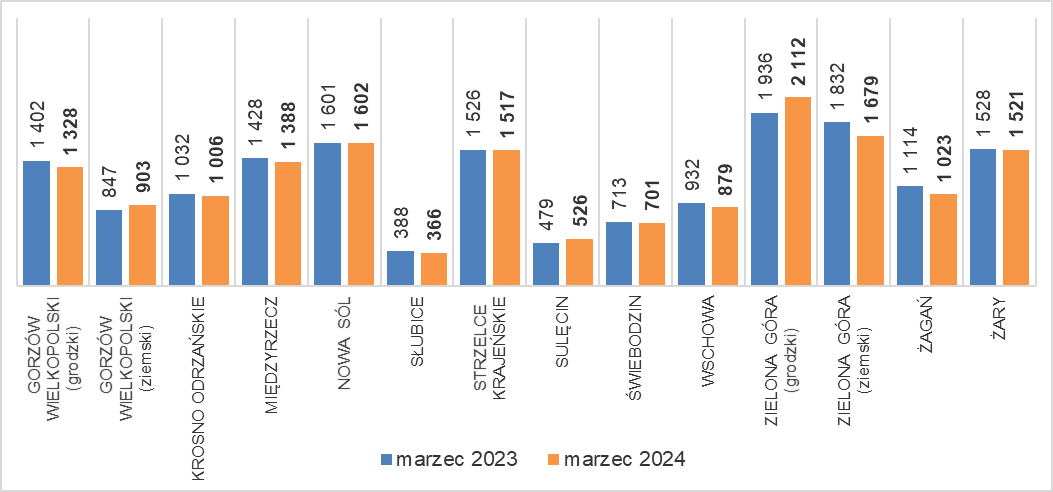 1 402
1 328
847
903
1 032
1 006
1 428
1 388
1 601
1 602
388
366
1 526
1 517
479
526
713
701
932
879
1 936
2 112
1 832
1 679
1 114
1 023
1 528
1 521
GORZÓW
WIELKOPOLSKI
(grodzki)
GORZÓW
WIELKOPOLSKI
(ziemski)
KROSNO ODRZAŃSKIE
MIĘDZYRZECZ
NOWA SÓL
SŁUBICE
STRZELCE
KRAJEŃSKIE
SULĘCIN
ŚWIEBODZIN
WSCHOWA
ZIELONA GÓRA
(grodzki)
ZIELONA GÓRA
(ziemski)
ŻAGAŃ
ŻARY
marzec 2023
marzec 2024